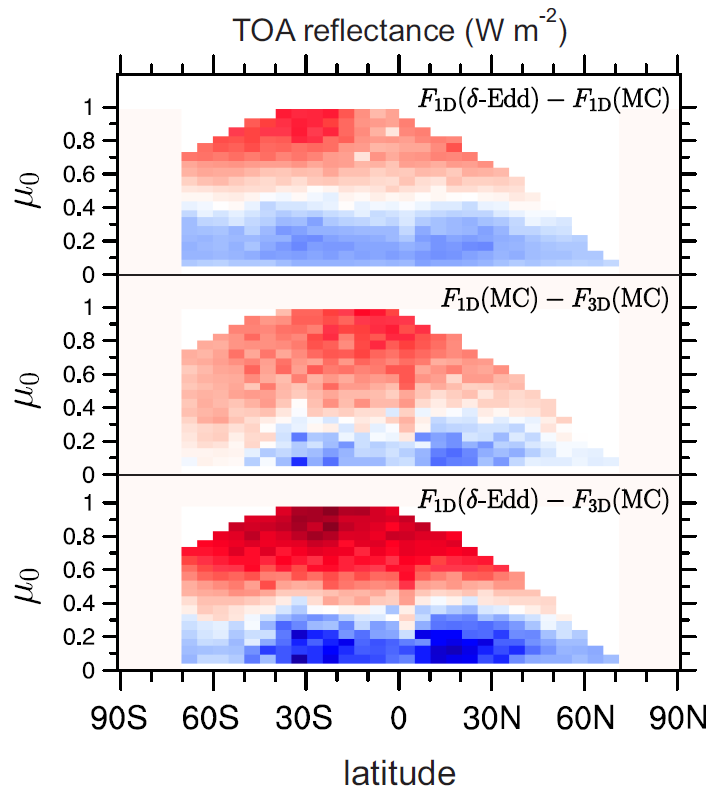 TOA reflectance (W m⁻²)
F₁D(δ-Edd) − F₁D(MC)
μ₀
1
0.8
0.6
0.4
0.2
0
F₁D(MC) − F₃D(MC)
μ₀
1
0.8
0.6
0.4
0.2
0
F₁D(δ-Edd) − F₃D(MC)
μ₀
1
0.8
0.6
0.4
0.2
0
90S 60S 30S 0 30N 60N 90N
latitude